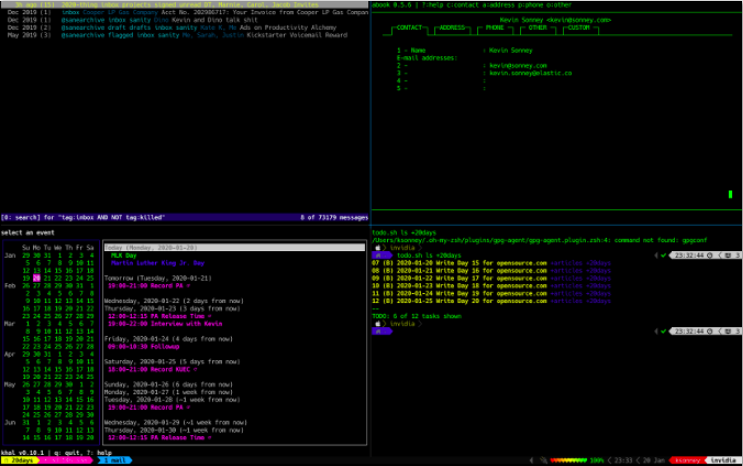 3h ago (15) 2020-Using inbox projects signed unread DT, Marnie, Carol, Jacob Invites
Dec 2019 (1) inbox Cooper LP Gas Company Acct No. 202906717: Your Invoice from Cooper LP Gas Compan
Dec 2019 (1) @sanearchive inbox sanity Dino Kevin and Dino talk shit
Dec 2019 (2) @sanearchive draft drafts inbox sanity Kate K, Me Ads on Productivity Alchemy
May 2019 (3) @sanearchive flagged inbox sanity Me, Sarah, Justin Kickstarter Voicemail Reward
[0: search] for "tag:inbox AND NOT tag:killed" 8 of 73179 messages
abook 0.5.6 | ?:help c:contact a:address p:phone o:other
Kevin Sonney <kevin@sonney.com>
CONTACT ADDRESS PHONE OTHER CUSTOM
1 - Name : Kevin Sonney
E-mail addresses:
2 - : kevin@sonney.com
3 - : kevin.sonney@elastic.co
4 - :
5 - :
select an event
Su Mo Tu We Th Fr Sa
Jan 29 30 31 1 2 3 4
5 6 7 8 9 10 11
12 13 14 15 16 17 18
19 20 21 22 23 24 25
Feb 26 27 28 29 30 31 1
2 3 4 5 6 7 8
9 10 11 12 13 14 15
16 17 18 19 20 21 22
23 24 25 26 27 28 29
Mar 1 2 3 4 5 6 7
8 9 10 11 12 13 14
15 16 17 18 19 20 21
22 23 24 25 26 27 28
Apr 29 30 31 1 2 3 4
5 6 7 8 9 10 11
12 13 14 15 16 17 18
19 20 21 22 23 24 25
May 26 27 28 29 30 1 2
3 4 5 6 7 8 9
10 11 12 13 14 15 16
17 18 19 20 21 22 23
24 25 26 27 28 29 30
Jun 31 1 2 3 4 5 6
7 8 9 10 11 12 13
14 15 16 17 18 19 20
Today (Monday, 2020-01-20)
MLK Day
Martin Luther King Jr. Day
Tomorrow (Tuesday, 2020-01-21)
19:00-21:00 Record PA
Wednesday, 2020-01-22 (2 days from now)
Thursday, 2020-01-23 (3 days from now)
12:00-12:15 PA Release Time
19:00-22:00 Interview with Kevin
Friday, 2020-01-24 (4 days from now)
09:00-10:30 Followup
Saturday, 2020-01-25 (5 days from now)
18:00-21:00 Record KUEC
Sunday, 2020-01-26 (6 days from now)
Monday, 2020-01-27 (1 week from now)
Tuesday, 2020-01-28 (~1 week from now)
19:00-21:00 Record PA
Wednesday, 2020-01-29 (~1 week from now)
Thursday, 2020-01-30 (~1 week from now)
12:00-12:15 PA Release Time
khal v0.10.1 | q: quit, ?: help
todo.sh ls +20days
/Users/ksonney/.oh-my-zsh/plugins/gpg-agent/gpg-agent.plugin.zsh:4: command not found: gpgconf
invidia
todo.sh ls +20days 23:32:44 3
07 (B) 2020-01-20 Write Day 15 for opensource.com +articles +20days
08 (B) 2020-01-21 Write Day 16 for opensource.com +articles +20days
09 (B) 2020-01-22 Write Day 17 for opensource.com +articles +20days
10 (B) 2020-01-23 Write Day 18 for opensource.com +articles +20days
11 (B) 2020-01-24 Write Day 19 for opensource.com +articles +20days
12 (B) 2020-01-25 Write Day 20 for opensource.com +articles +20days
--
TODO: 6 of 12 tasks shown
invidia
23:32:44 3
20days 1 mail 100% 23:33 20 Jan ksonney invidia